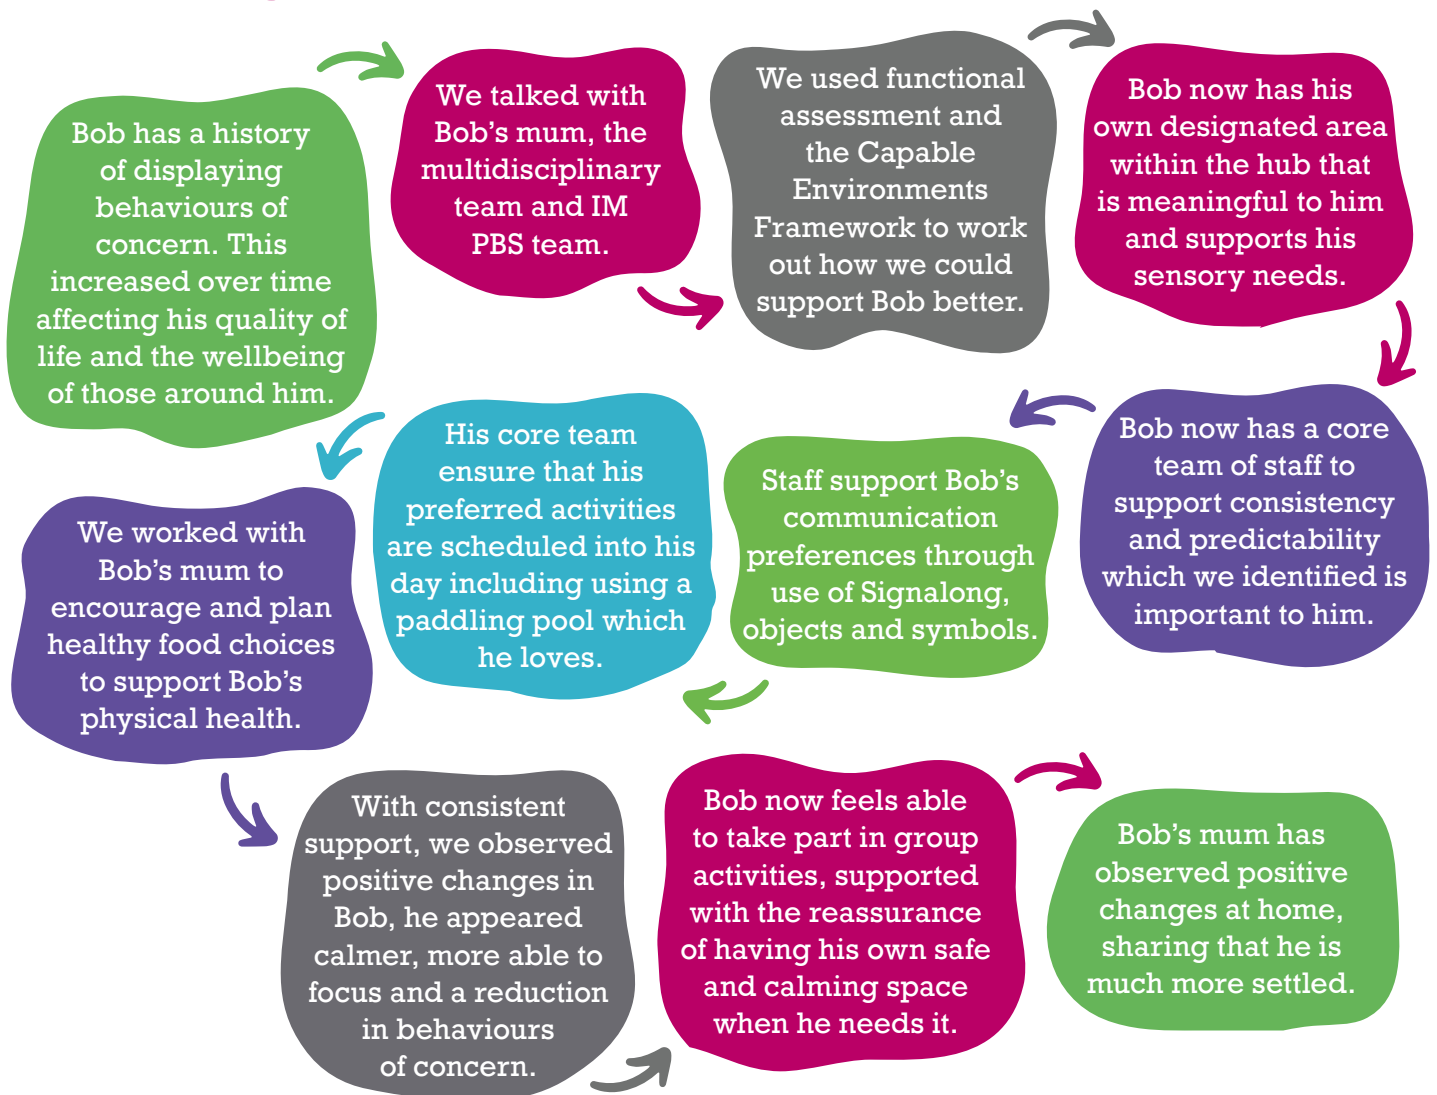 Bob has a history
of displaying
behaviours of
concern. This
increased over time
affecting his quality of
life and the wellbeing
of those around him.
We talked with
Bob's mum, the
multidisciplinary
team and IM
PBS team.
We used functional
assessment and
the Capable
Environments
Framework to work
out how we could
support Bob better.
Bob now has his
own designated area
within the hub that
is meaningful to him
and supports his
sensory needs.
Bob now has a core
team of staff to
support consistency
and predictability
which we identified is
important to him.
Staff support Bob's
communication
preferences through
use of Signalong,
objects and symbols.
His core team
ensure that his
preferred activities
are scheduled into his
day including using a
paddling pool which
he loves.
We worked with
Bob's mum to
encourage and plan
healthy food choices
to support Bob's
physical health.
With consistent
support, we observed
positive changes in
Bob, he appeared
calmer, more able to
focus and a reduction
in behaviours
of concern.
Bob now feels able
to take part in group
activities, supported
with the reassurance
of having his own safe
and calming space
when he needs it.
Bob's mum has
observed positive
changes at home,
sharing that he is
much more settled.